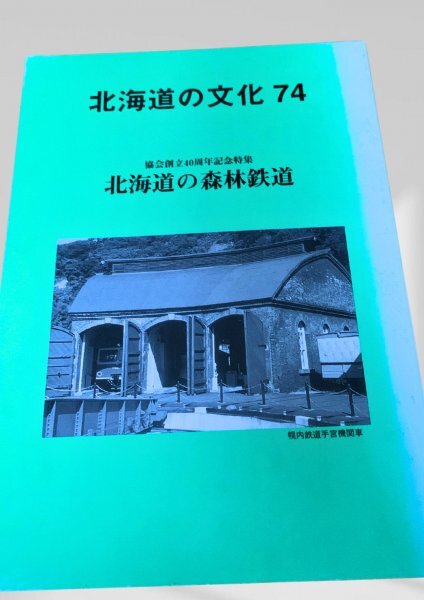 北海道の文化 74
協会創立40周年記念特集
北海道の森林鉄道
幌内鉄道手宮機関車